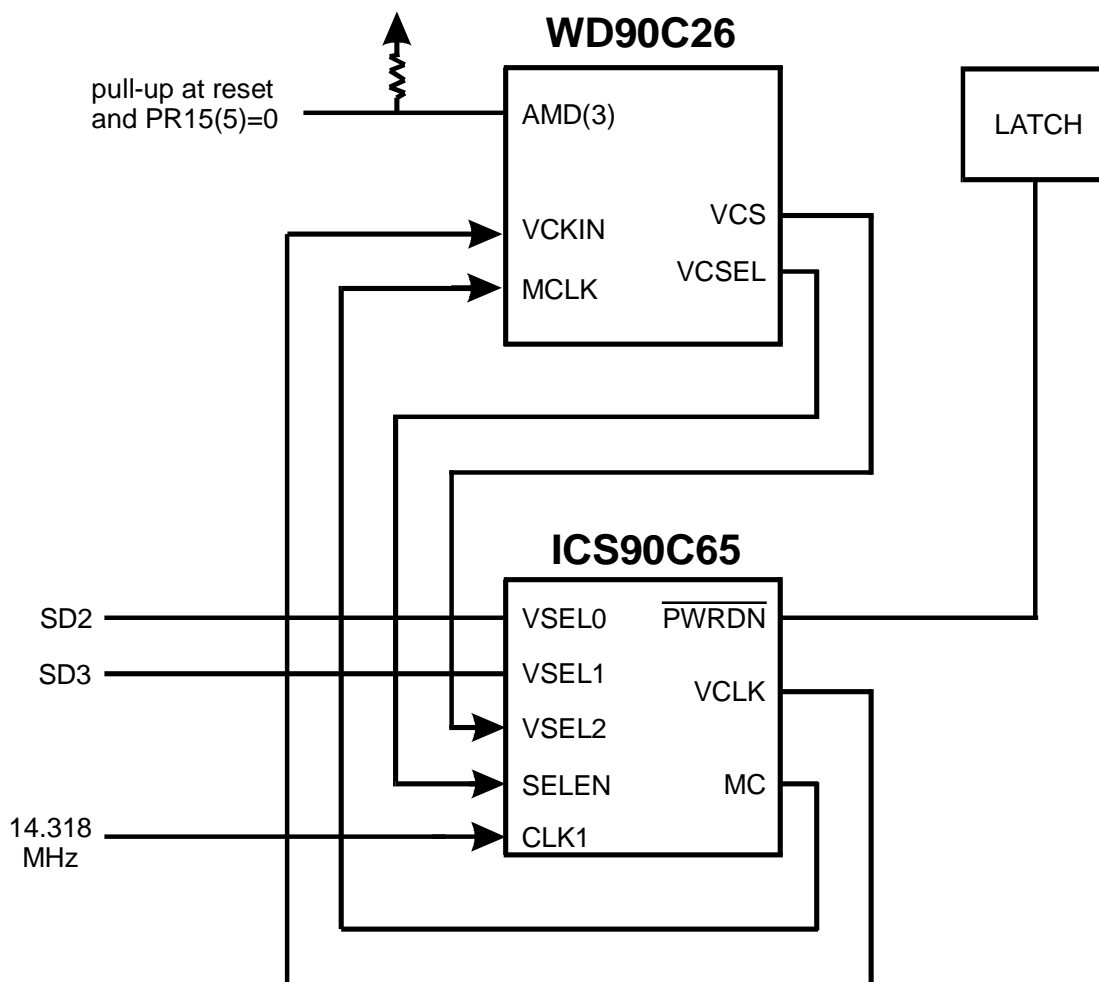 WD90C26
pull-up at reset
and PR15(5)=0
AMD(3)
LATCH
VCKIN
VCS
MCLK
VCSEL
ICS90C65
SD2
VSEL0
PWRDN
SD3
VSEL1
VCLK
VSEL2
SELEN
MC
14.318
MHz
CLK1